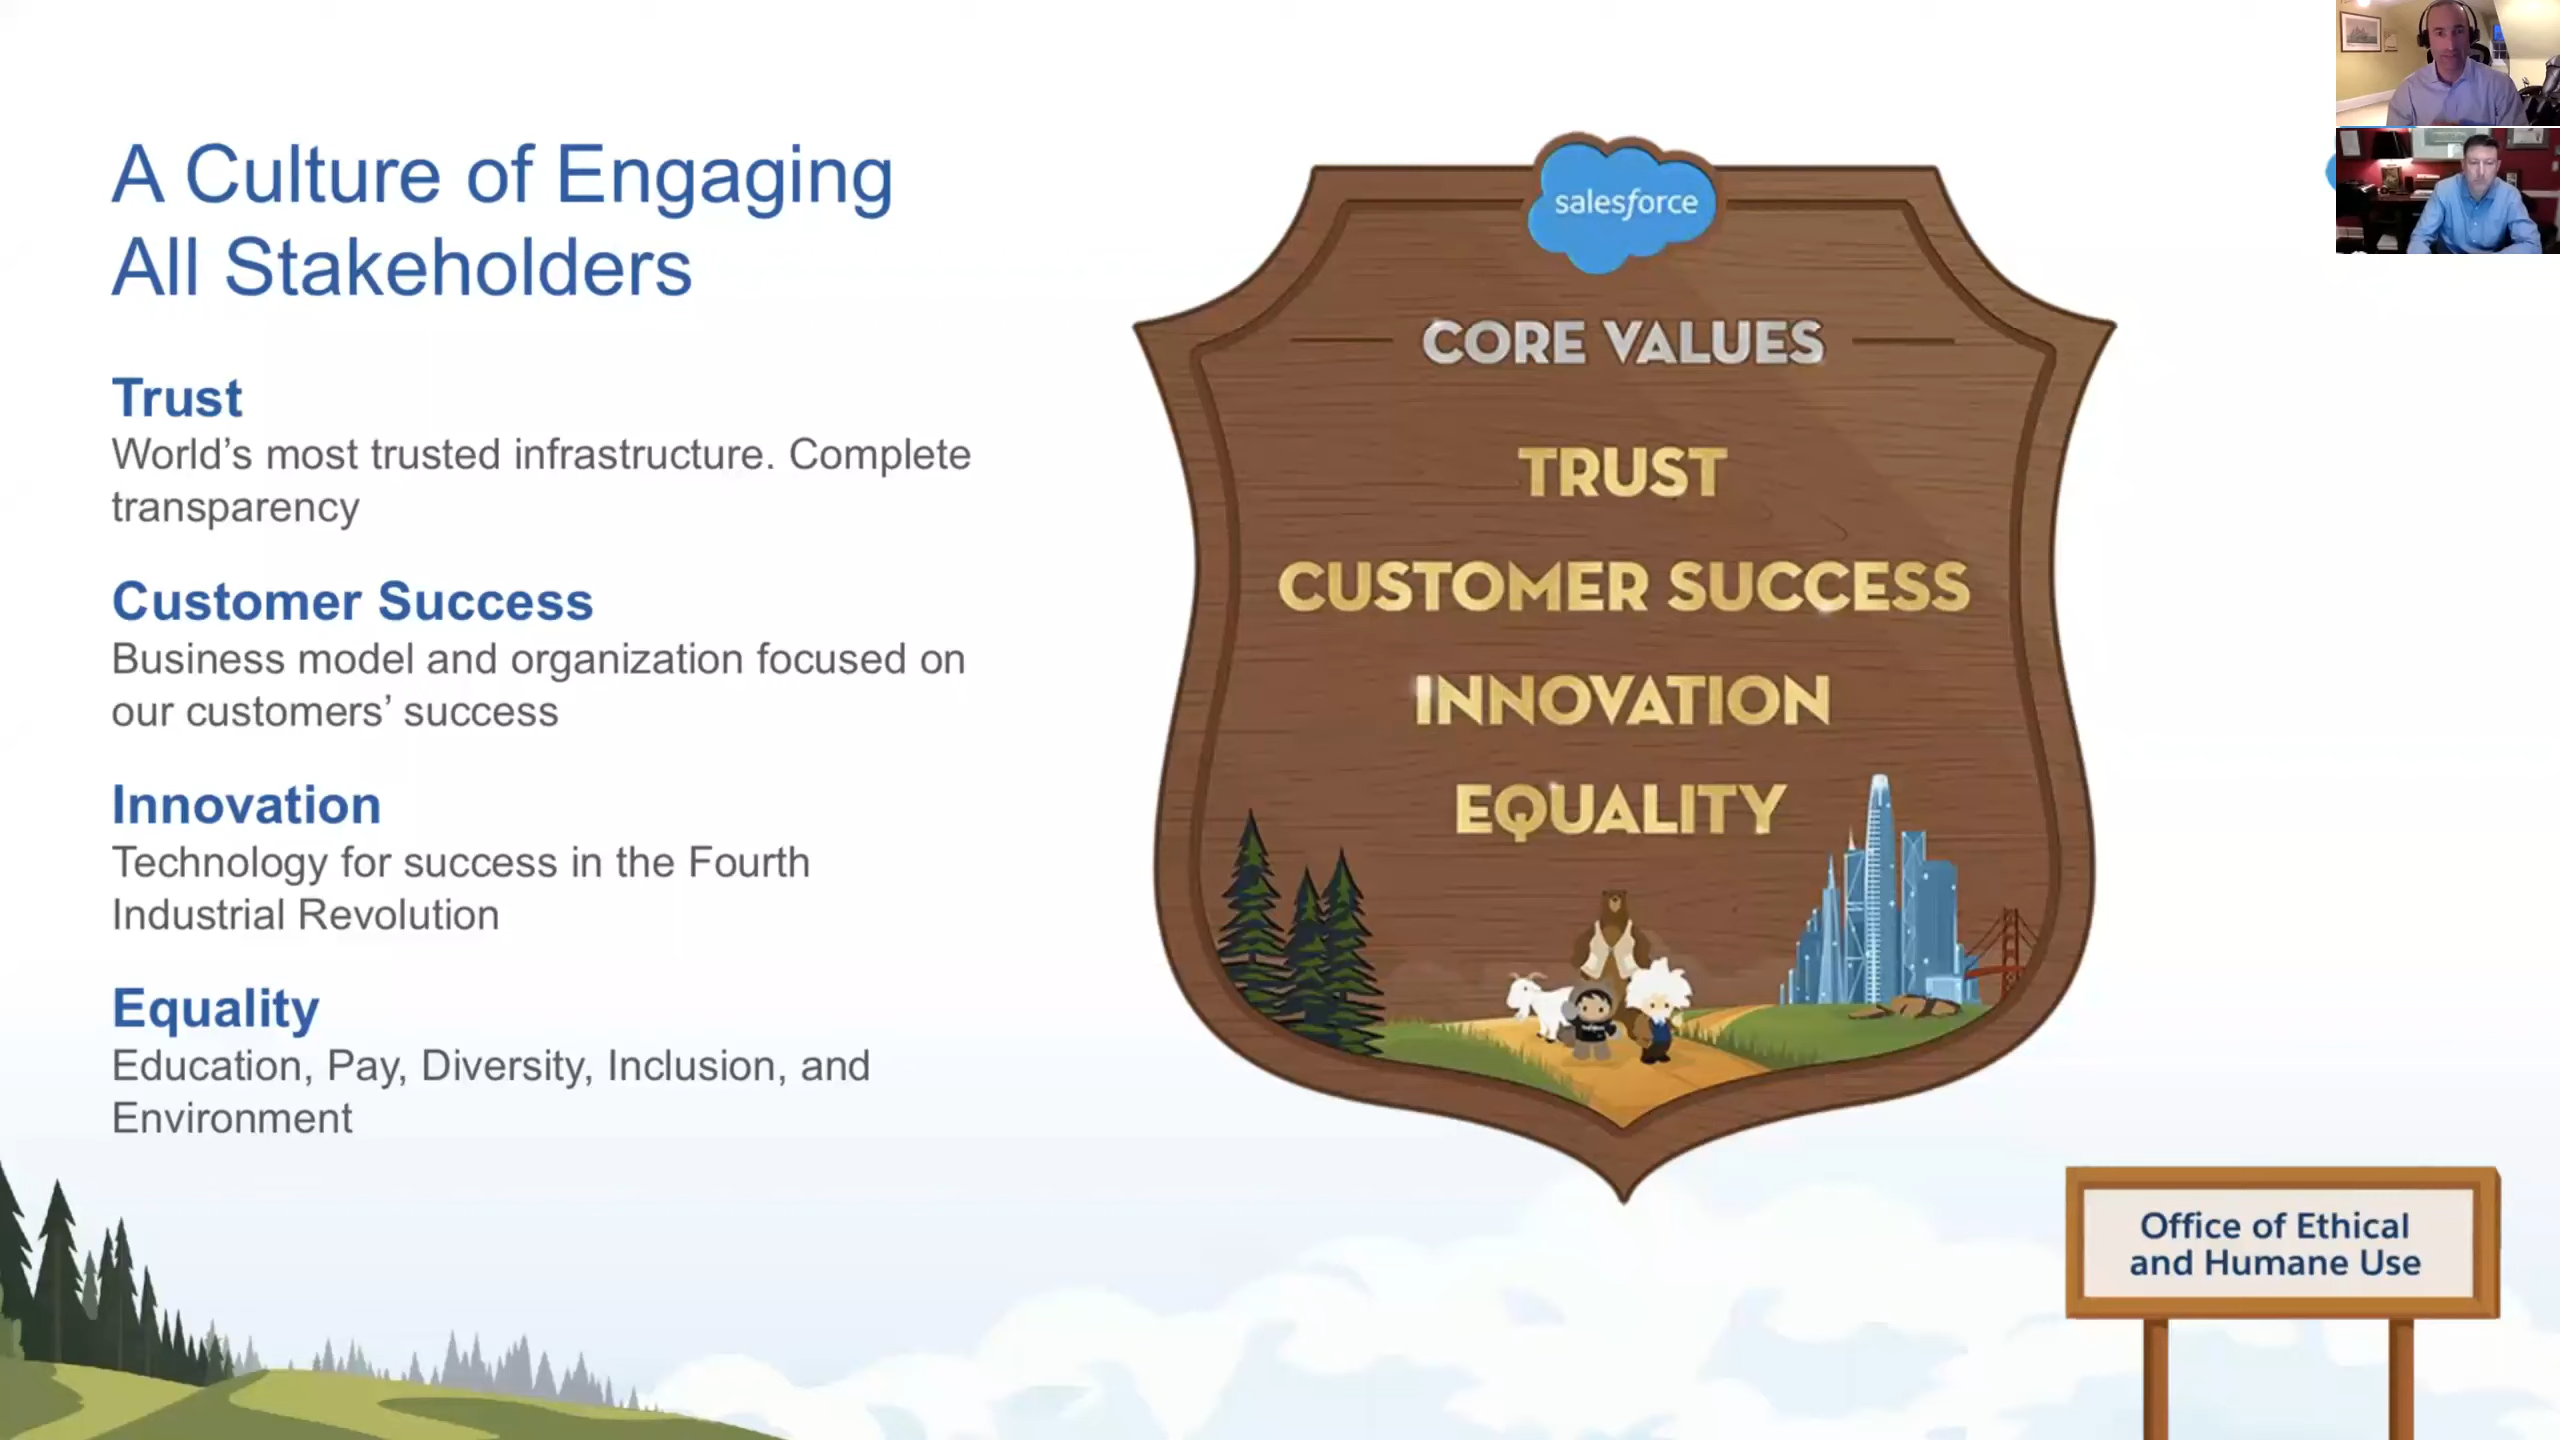 A Culture of Engaging
All Stakeholders
Trust
World’s most trusted infrastructure. Complete
transparency
Customer Success
Business model and organization focused on
our customers’ success
Innovation
Technology for success in the Fourth
Industrial Revolution
Equality
Education, Pay, Diversity, Inclusion, and
Environment
salesforce
CORE VALUES
TRUST
CUSTOMER SUCCESS
INNOVATION
EQUALITY
Office of Ethical
and Humane Use